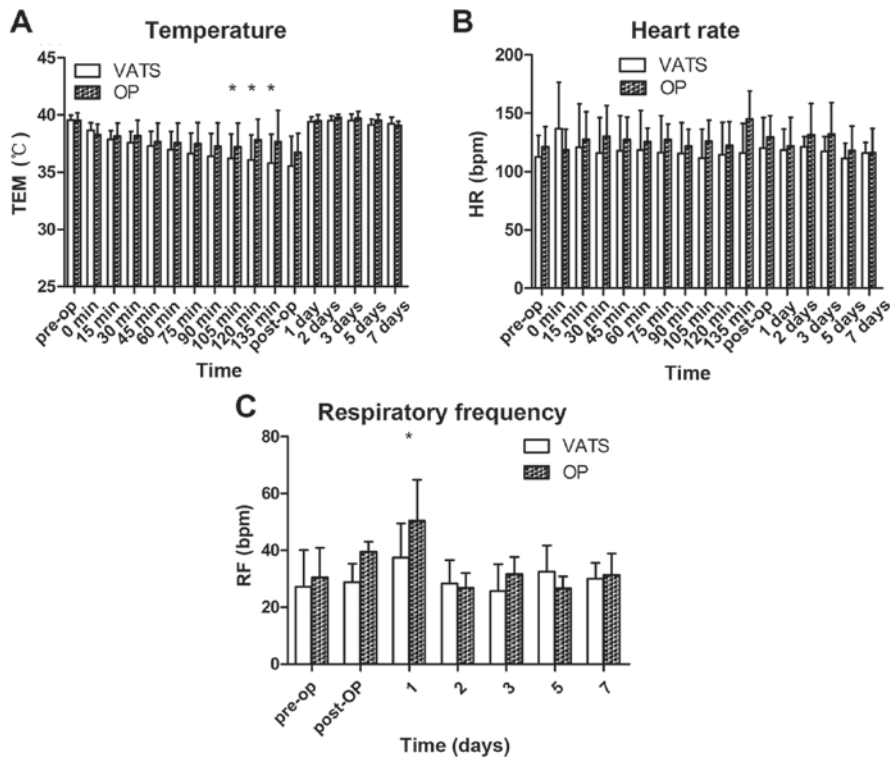 A Temperature
VATS
OP
* * *
45
40
35
30
25
TEM (℃)
pre-op
0 min
15 min
30 min
45 min
60 min
75 min
90 min
105 min
120 min
135 min
post-op
1 day
2 days
3 days
5 days
7 days
Time
B Heart rate
VATS
OP
200
150
100
50
0
HR (bpm)
pre-op
0 min
15 min
30 min
45 min
60 min
75 min
90 min
105 min
120 min
135 min
post-op
1 day
2 days
3 days
5 days
7 days
Time
C Respiratory frequency
*
VATS
OP
80
60
40
20
0
RF (bpm)
pre-op
post-OP
1
2
3
5
7
Time (days)